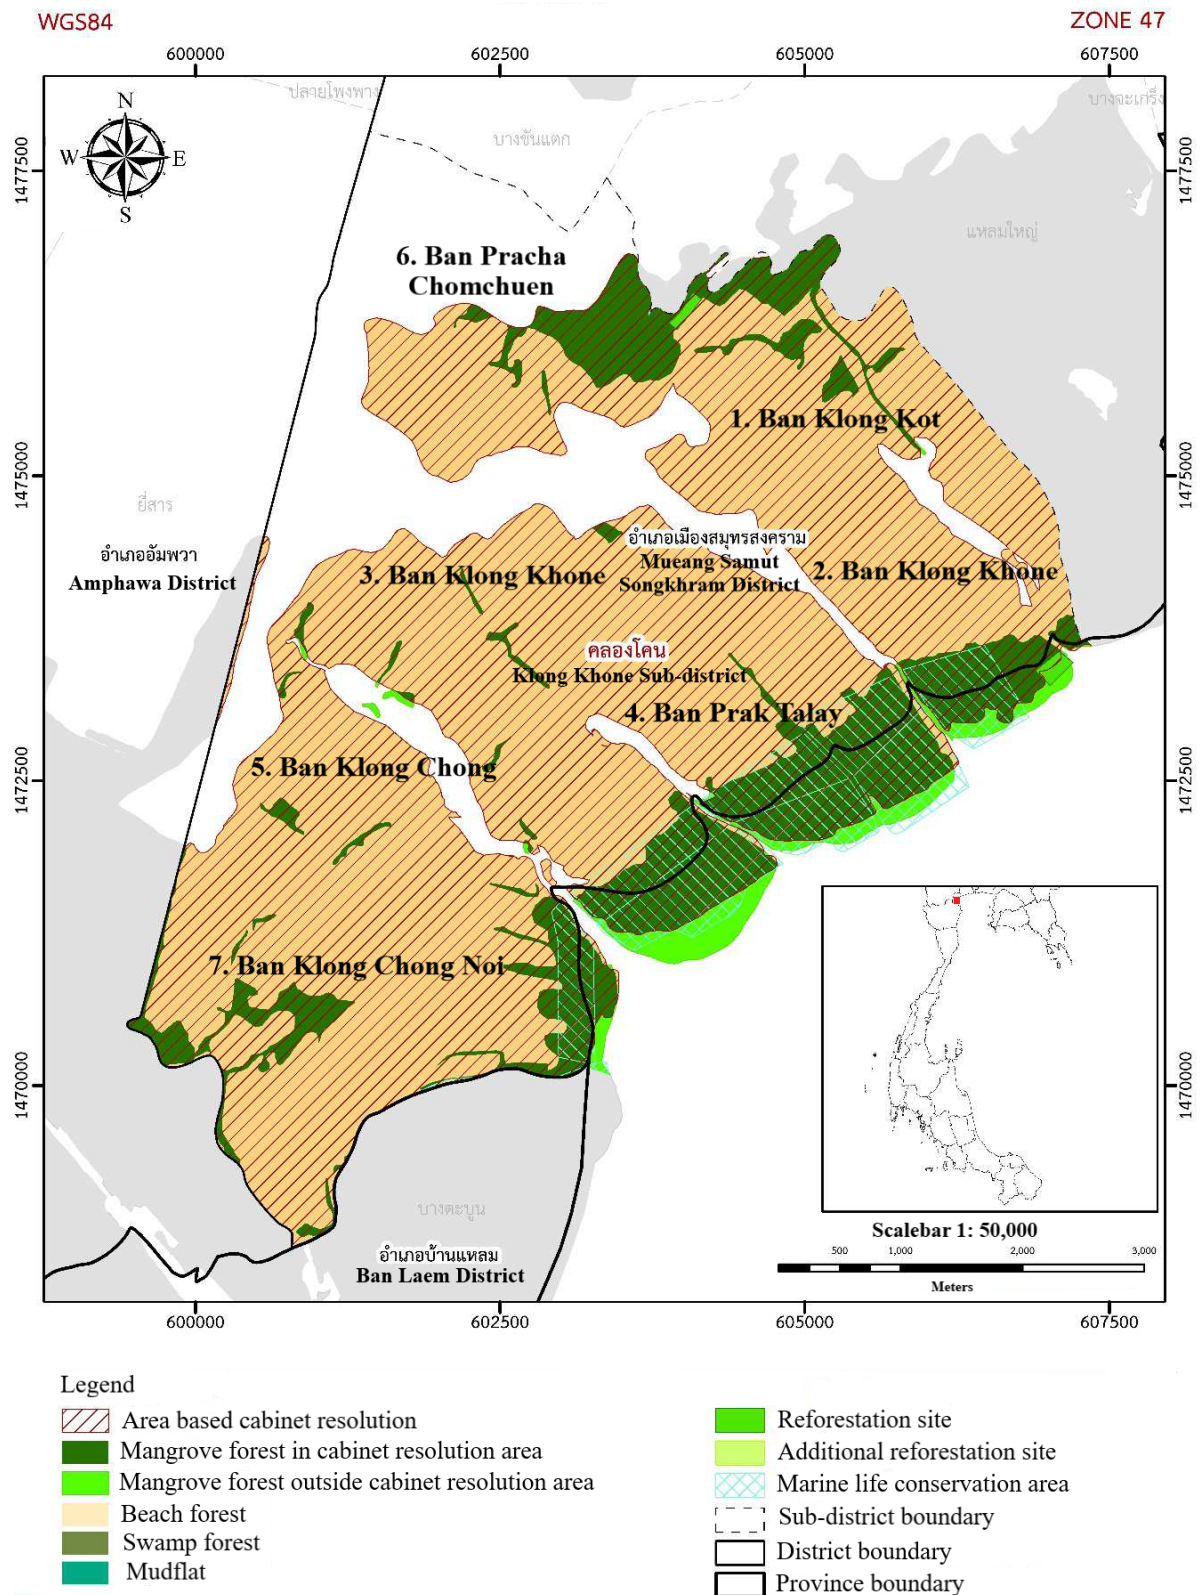 WGS84
ZONE 47
600000
602500
605000
607500
ปลายโพงพาง
บางขันแตก
บางจะเกร็ง
N
W
E
S
1477500
1477500
แหลมใหญ่
6. Ban Pracha
Chomchuen
1. Ban Klong Kot
1475000
1475000
ยี่สาร
อำเภออัมพวา
Amphawa District
อำเภอเมืองสมุทรสงคราม
Mueang Samut
Songkhram District
3. Ban Klong Khone
2. Ban Klong Khone
คลองโคน
Klong Khone Sub-district
4. Ban Prak Talay
5. Ban Klong Chong
1472500
1472500
7. Ban Klong Chong Noi
1470000
1470000
บางตะบูน
อำเภอบ้านแหลม
Ban Laem District
Scalebar 1: 50,000
500
1,000
2,000
3,000
Meters
600000
602500
605000
607500
Legend
Area based cabinet resolution
Mangrove forest in cabinet resolution area
Mangrove forest outside cabinet resolution area
Beach forest
Swamp forest
Mudflat
Reforestation site
Additional reforestation site
Marine life conservation area
Sub-district boundary
District boundary
Province boundary